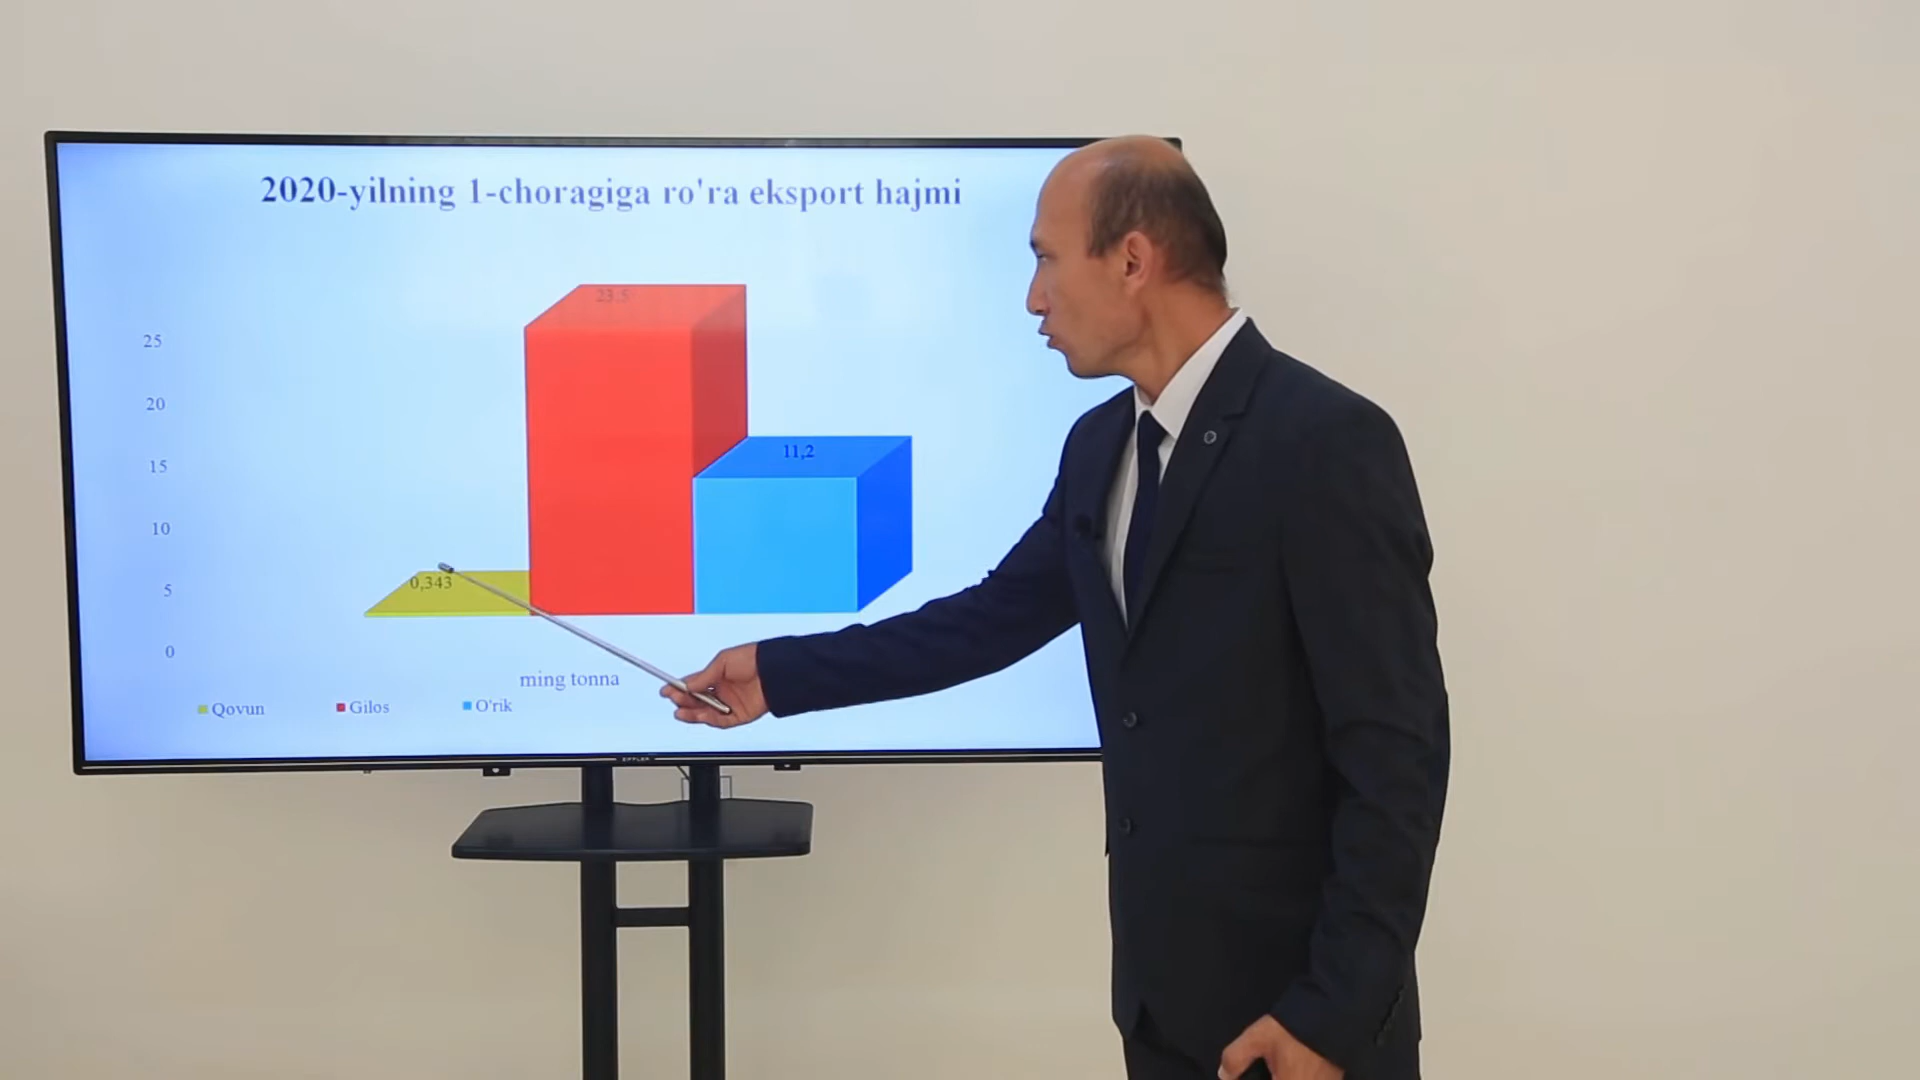 2020-yilning 1-choragiga ro'ra eksport hajmi
23,5
25
20
11,2
15
10
0,343
5
0
ming tonna
Qovun
Gilos
O'rik